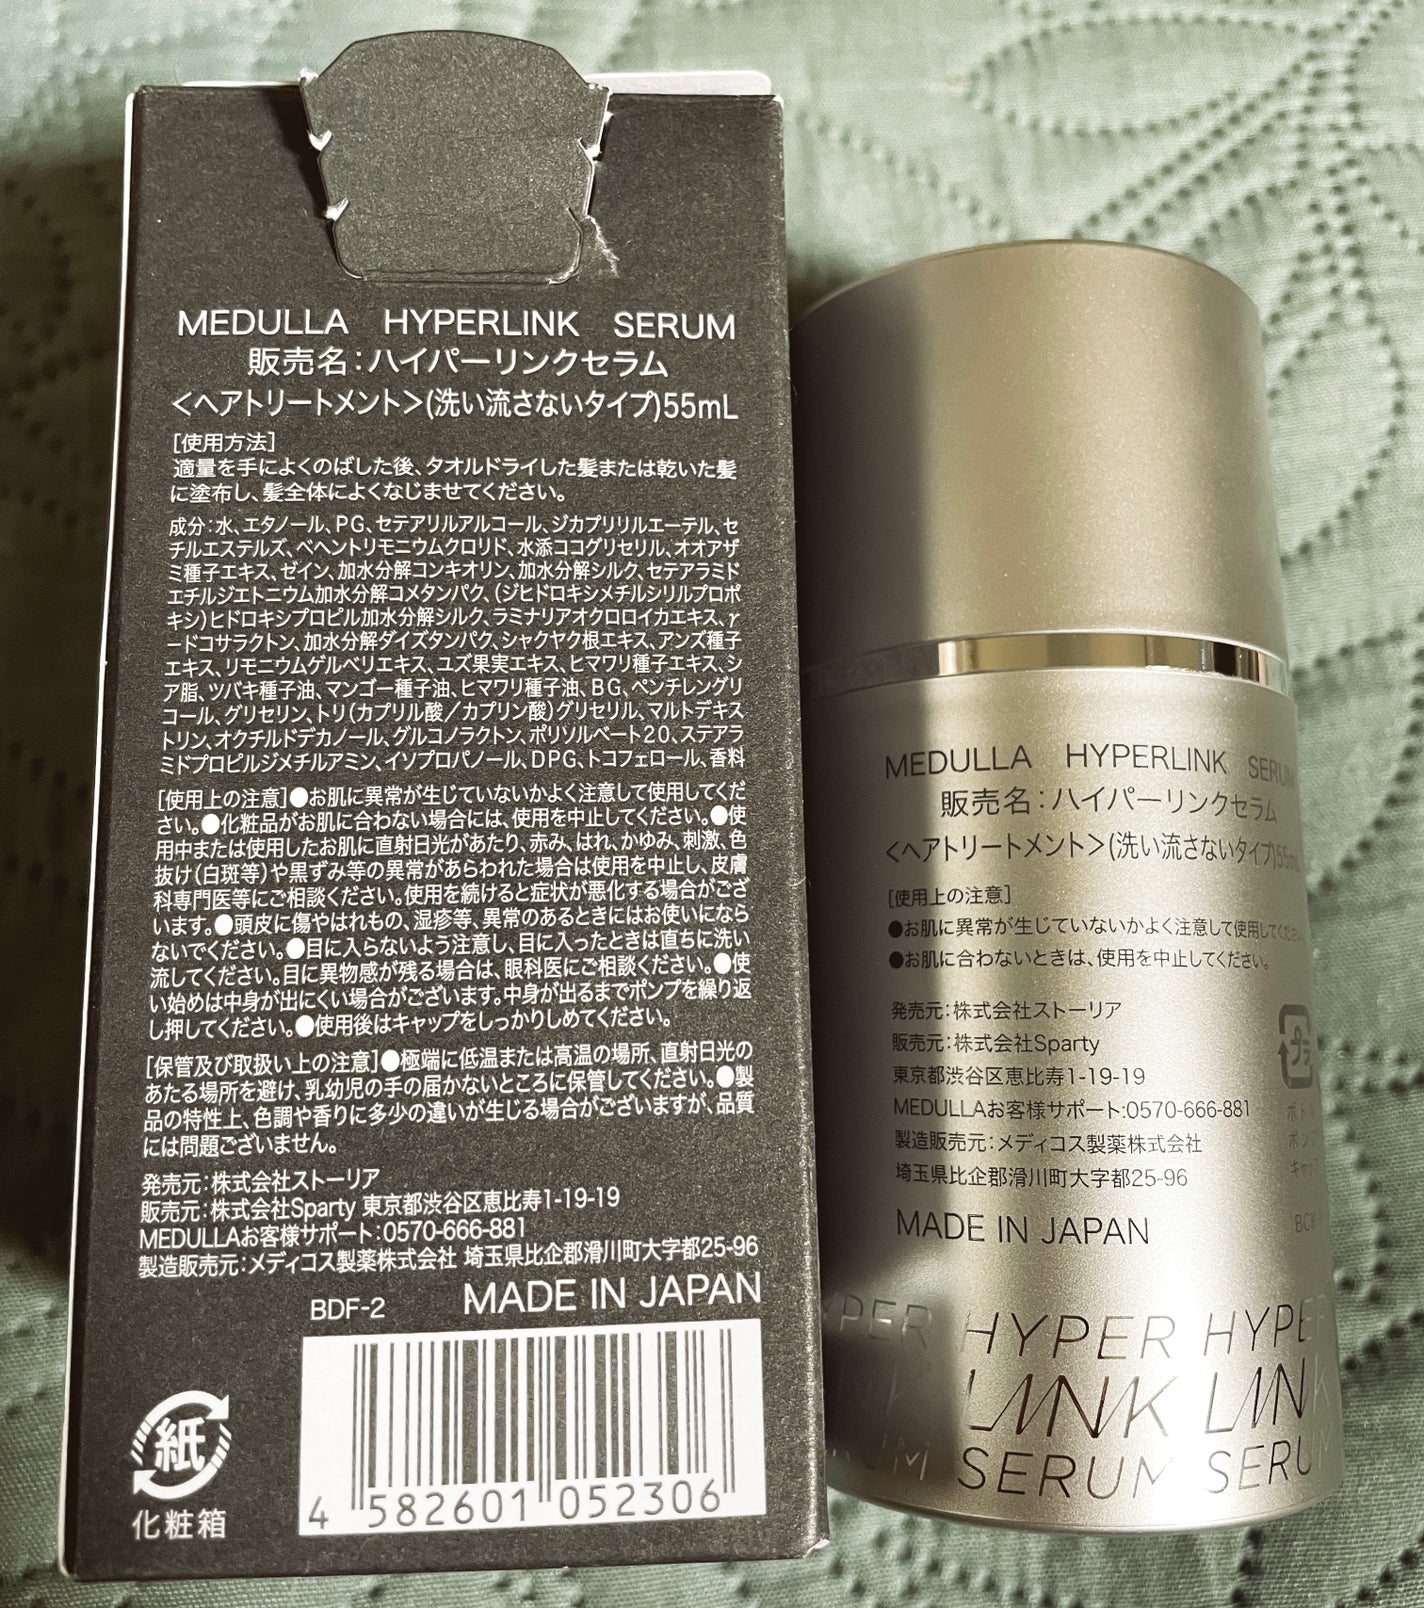 MEDULLA HYPERLINK SERUM
販売名:ハイパーリンクセラム
<ヘアトリートメント>(洗い流さないタイプ)55mL
[使用方法]
適量を手によくのばした後、タオルドライした髪または乾いた髪
に塗布し、髪全体によくなじませてください。
成分:水、エタノール、PG、セテアリルアルコール、ジカプリリルエーテル、セ
チルエステルズ、ベヘントリモニウムクロリド、水添ココグリセリル、オオアザ
ミ種子エキス、ゼイン、加水分解コンキオリン、加水分解シルク、セテアラミド
エチルジエトニウム加水分解コメタンパク、(ジヒドロキシメチルシリルプロポ
キシ)ヒドロキシプロピル加水分解シルク、ラミナリアオクロロイカエキス、γ
ードコサラクトン、加水分解ダイズタンパク、シャクヤク根エキス、アンズ種子
エキス、リモニウムゲルベリエキス、ユズ果実エキス、ヒマワリ種子エキス、シ
ア脂、ツバキ種子油、マンゴー種子油、ヒマワリ種子油、BG、ペンチレングリ
コール、グリセリン、トリ(カプリル酸/カプリン酸)グリセリル、マルトデキス
トリン、オクチルドデカノール、グルコノラクトン、ポリソルベート20、ステアラ
ミドプロピルジメチルアミン、イソプロパノール、DPG、トコフェロール、香料
[使用上の注意]●お肌に異常が生じていないかよく注意して使用してくだ
さい。●化粧品がお肌に合わない場合には、使用を中止してください。●使
用中または使用したお肌に直射日光があたり、赤み、はれ、かゆみ、刺激、色
抜け(白斑等)や黒ずみ等の異常があらわれた場合は使用を中止し、皮膚
科専門医等にご相談ください。使用を続けると症状が悪化する場合がござ
います。●頭皮に傷やはれもの、湿疹等、異常のあるときにはお使いになら
ないでください。●目に入らないよう注意し、目に入ったときは直ちに洗い
流してください。目に異物感が残る場合は、眼科医にご相談ください。●使
い始めは中身が出にくい場合がございます。中身が出るまでポンプを繰り返
し押してください。●使用後はキャップをしっかりしめてください。
[保管及び取扱い上の注意]●極端に低温または高温の場所、直射日光の
あたる場所を避け、乳幼児の手の届かないところに保管してください。●製
品の特性上、色調や香りに多少の違いが生じる場合がございますが、品質
には問題ございません。
発売元:株式会社ストーリア
販売元:株式会社Sparty 東京都渋谷区恵比寿1-19-19
MEDULLAお客様サポート:0570-666-881
製造販売元:メディコス製薬株式会社 埼玉県比企郡滑川町大字都25-96
BDF-2 MADE IN JAPAN
紙
化粧箱
4 582601 052306
MEDULLA HYPERLINK SERUM
販売名:ハイパーリンクセラム
<ヘアトリートメント>(洗い流さないタイプ)55mL
[使用上の注意]
●お肌に異常が生じていないかよく注意して使用してください
●お肌に合わないときは、使用を中止してください。
発売元:株式会社ストーリア
販売元:株式会社Sparty
東京都渋谷区恵比寿1-19-19
MEDULLAお客様サポート:0570-666-881
製造販売元:メディコス製薬株式会社
埼玉県比企郡滑川町大字都25-96
MADE IN JAPAN
プラ
HYPER HYPER
LINK LINK
SERUM SERUM